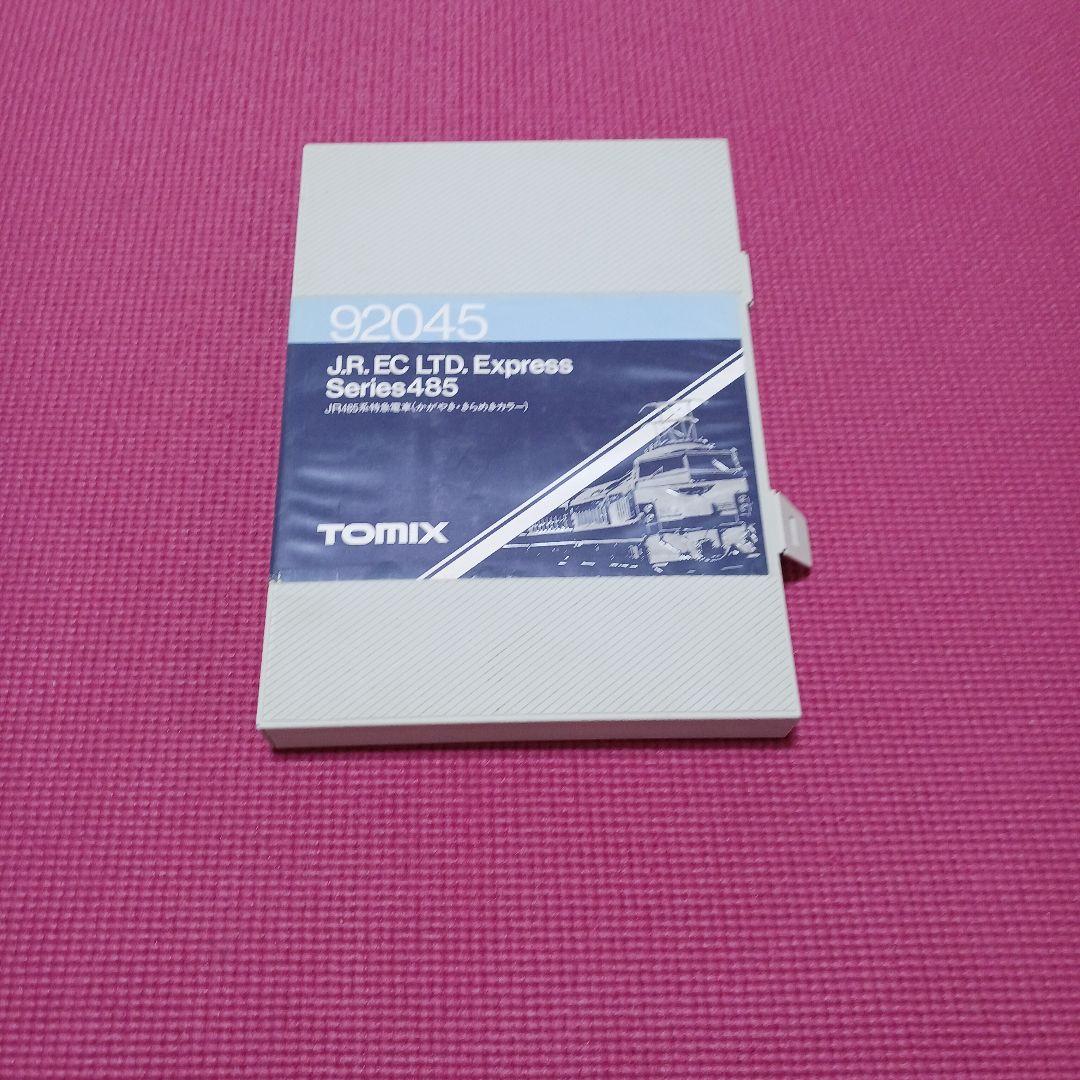 92045
J.R. EC LTD. Express
Series485
JR485系特急電車(かがやき・きらめきカラー)
TOMIX